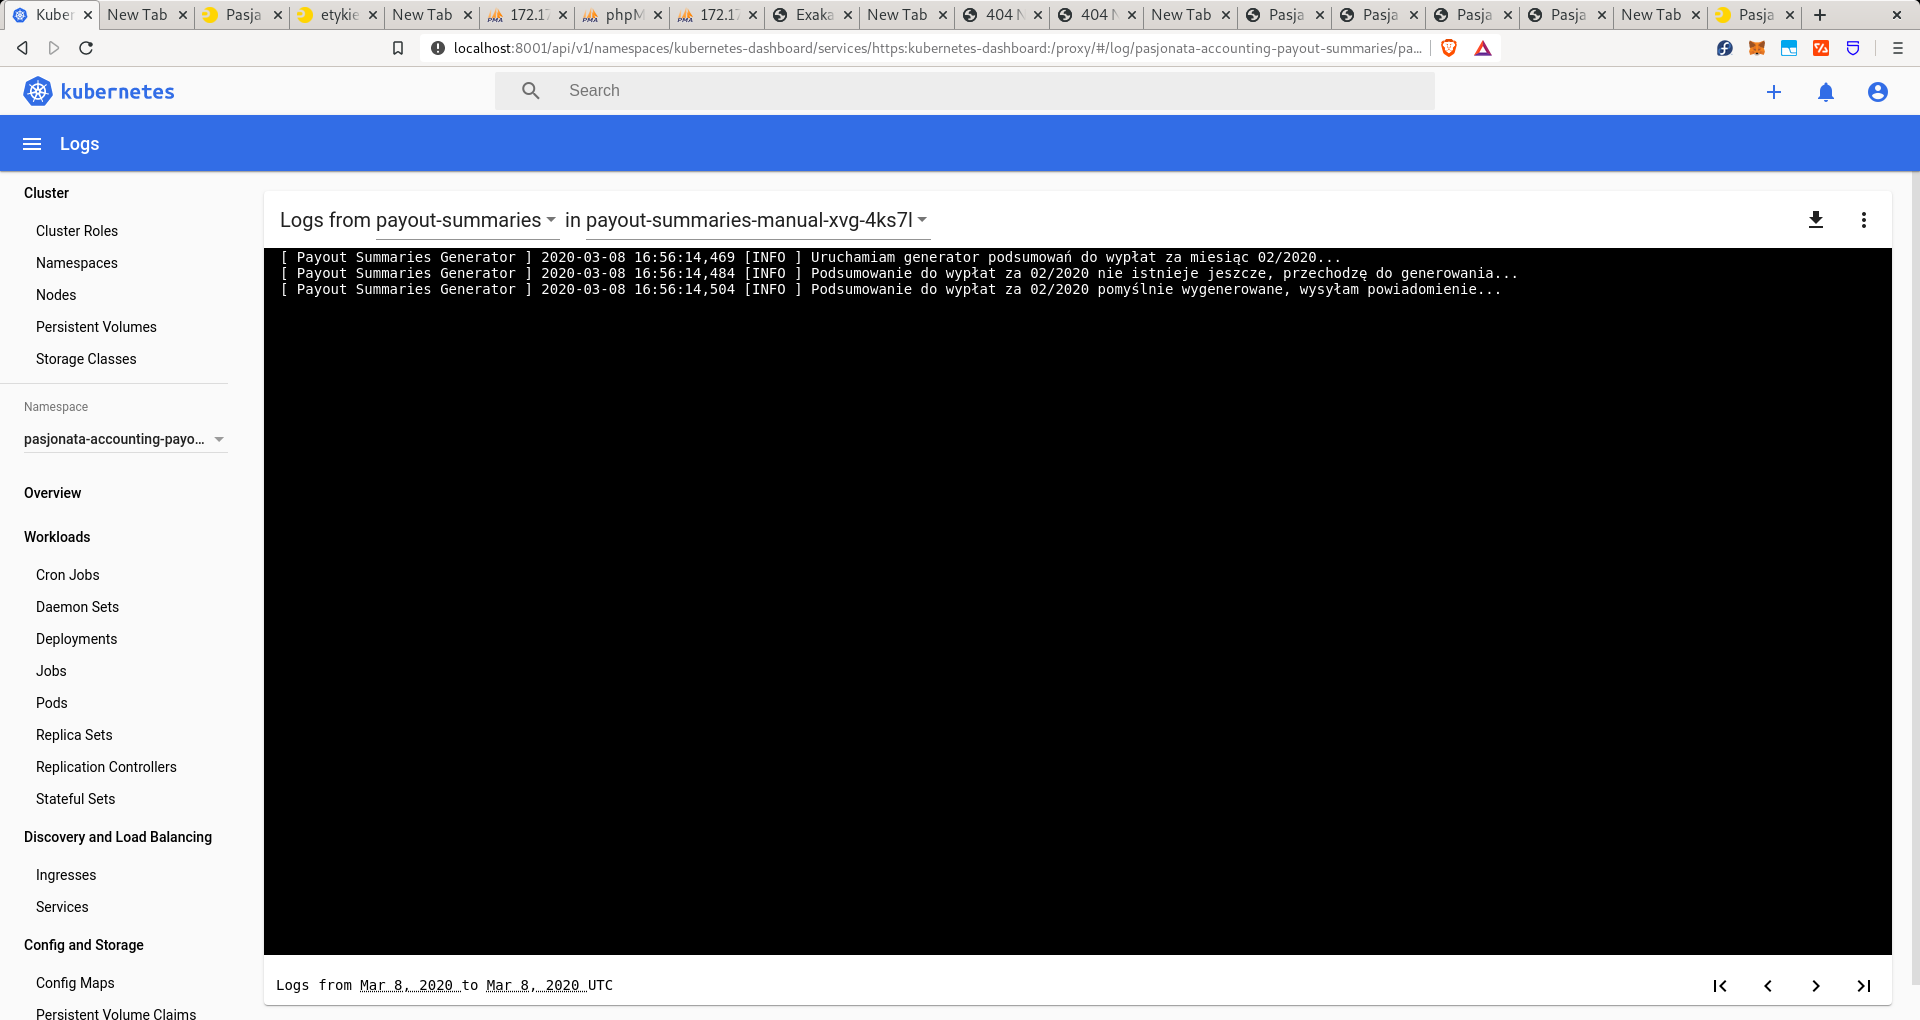 Kuber
New Tab
Pasja
etykie
New Tab
172.17
phpM
172.17
Exaka
New Tab
404 N
404 N
New Tab
Pasja
Pasja
Pasja
Pasja
New Tab
Pasja
localhost:8001/api/v1/namespaces/kubernetes-dashboard/services/https:kubernetes-dashboard:/proxy/#/log/pasjonata-accounting-payout-summaries/pa...
kubernetes
Search
Logs
Cluster
Cluster Roles
Namespaces
Nodes
Persistent Volumes
Storage Classes
Namespace
pasjonata-accounting-payo...
Overview
Workloads
Cron Jobs
Daemon Sets
Deployments
Jobs
Pods
Replica Sets
Replication Controllers
Stateful Sets
Discovery and Load Balancing
Ingresses
Services
Config and Storage
Config Maps
Persistent Volume Claims
Logs from payout-summaries in payout-summaries-manual-xvg-4ks7l
[ Payout Summaries Generator ] 2020-03-08 16:56:14,469 [INFO ] Uruchamiam generator podsumowań do wypłat za miesiąc 02/2020...
[ Payout Summaries Generator ] 2020-03-08 16:56:14,484 [INFO ] Podsumowanie do wypłat za 02/2020 nie istnieje jeszcze, przechodzę do generowania...
[ Payout Summaries Generator ] 2020-03-08 16:56:14,504 [INFO ] Podsumowanie do wypłat za 02/2020 pomyślnie wygenerowane, wysyłam powiadomienie...
Logs from Mar 8, 2020 to Mar 8, 2020 UTC